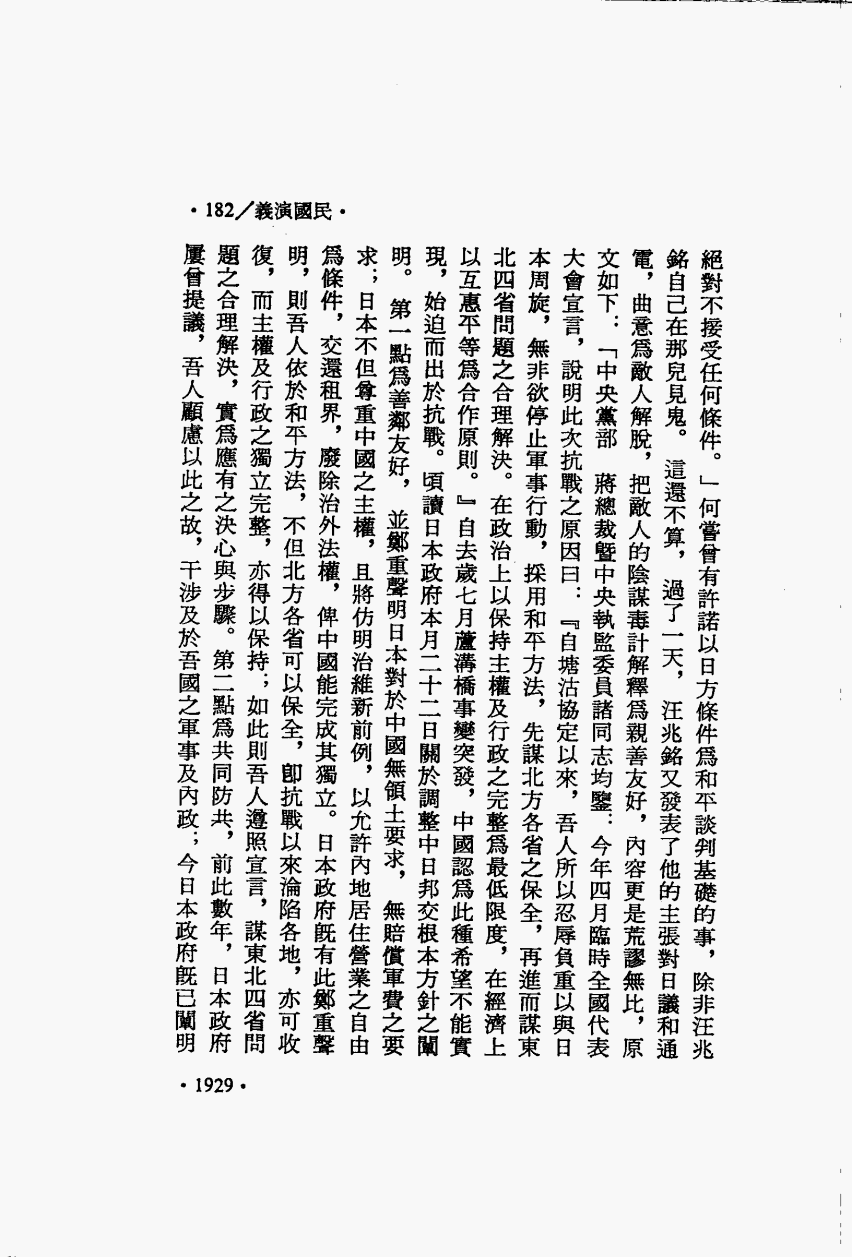 •182／義演國民•
絕對不接受任何條件。」何嘗曾有許諾以日方條件爲和平談判基礎的事，除非汪兆
銘自己在那兒見鬼。這還不算，過了一天，汪兆銘又發表了他的主張對日議和通
電，曲意爲敵人解脫，把敵人的陰謀毒計解釋爲親善友好，內容更是荒謬無比，原
文如下：「中央黨部　蔣總裁暨中央執監委員諸同志均鑒：今年四月臨時全國代表
大會宣言，說明此次抗戰之原因曰：『自塘沽協定以來，吾人所以忍辱負重以與日
本周旋，無非欲停止軍事行動，採用和平方法，先謀北方各省之保全，再進而謀東
北四省問題之合理解決。在政治上以保持主權及行政之完整爲最低限度，在經濟上
以互惠平等爲合作原則。』自去歲七月蘆溝橋事變突發，中國認爲此種希望不能實
現，始迫而出於抗戰。頃讀日本政府本月二十二日關於調整中日邦交根本方針之闡
明。第一點爲善鄰友好，並鄭重聲明日本對於中國無領土要求，無賠償軍費之要
求；日本不但尊重中國之主權，且將仿明治維新前例，以允許內地居住營業之自由
爲條件，交還租界，廢除治外法權，俾中國能完成其獨立。日本政府既有此鄭重聲
明，則吾人依於和平方法，不但北方各省可以保全，卽抗戰以來淪陷各地，亦可收
復，而主權及行政之獨立完整，亦得以保持；如此則吾人遵照宣言，謀東北四省問
題之合理解決，實爲應有之決心與步驟。第二點爲共同防共，前此數年，日本政府
屢曾提議，吾人顧慮以此之故，干涉及於吾國之軍事及內政；今日本政府既已闡明
•1929•